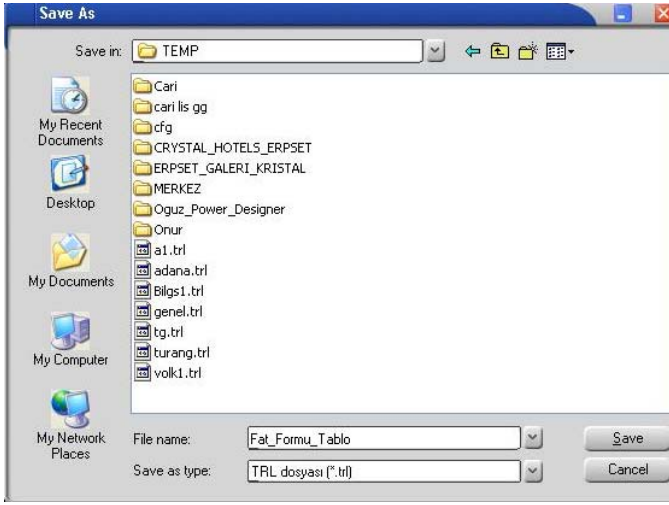 Save As
Save in: TEMP
My Recent Documents
Desktop
My Documents
My Computer
My Network Places
Cari
cari lis gg
cfg
CRYSTAL_HOTELS_ERPSET
ERPSET_GALERI_KRISTAL
MERKEZ
Oguz_Power_Designer
Onur
a1.trl
adana.trl
Bilgs1.trl
genel.trl
tg.trl
turang.trl
volk1.trl
File name: Fat_Formu_Tablo Save
Save as type: TRL dosyası (*.trl) Cancel